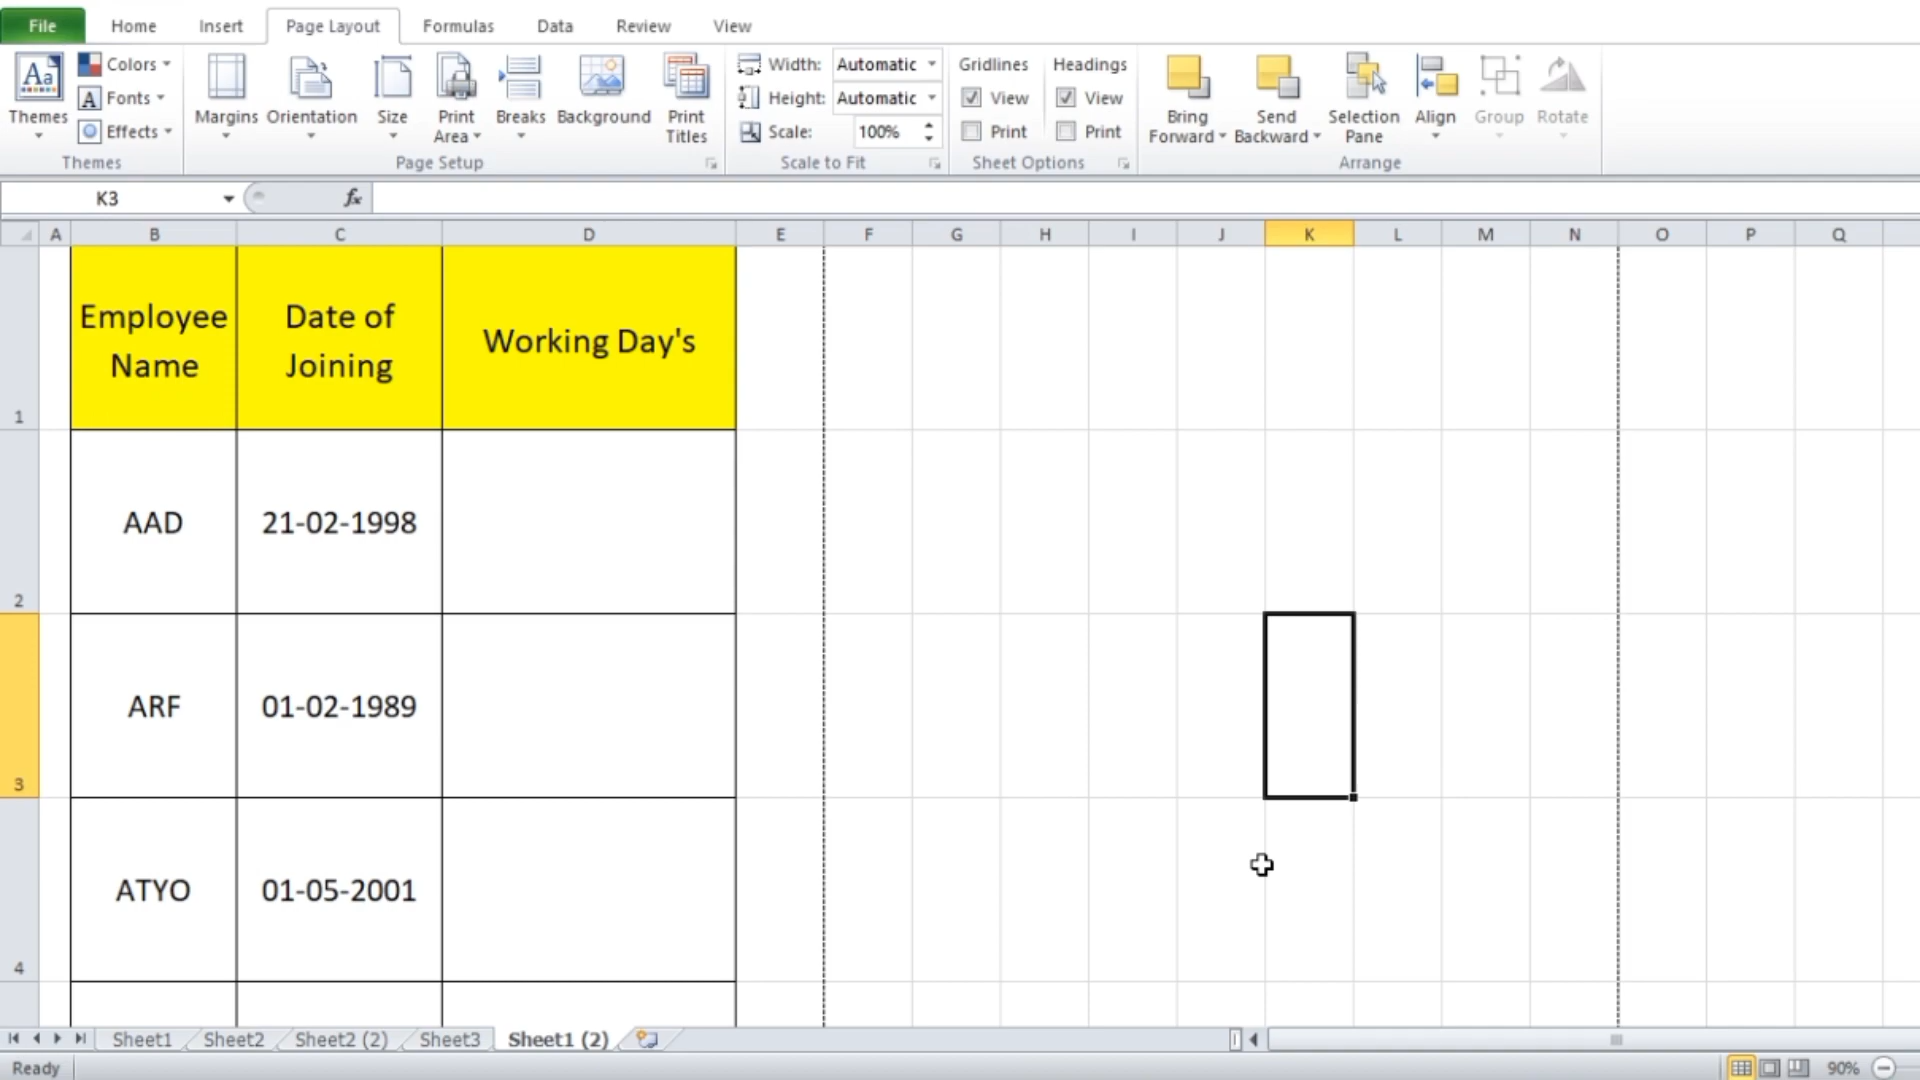 File Home Insert Page Layout Formulas Data Review View
Aa Colors Width: Automatic Gridlines Headings
A Fonts Height: Automatic View View
Themes Effects Margins Orientation Size Print Area Breaks Background Print Titles Scale: 100% Print Print Bring Forward Send Backward Selection Pane Align Group Rotate
Themes Page Setup Scale to Fit Sheet Options Arrange
K3 fx
A B C D E F G H I J K L M N O P Q
Employee Name Date of Joining Working Day's
1
AAD 21-02-1998
2
ARF 01-02-1989
3
ATYO 01-05-2001
4
Sheet1 Sheet2 Sheet2 (2) Sheet3 Sheet1 (2)
Ready 90%